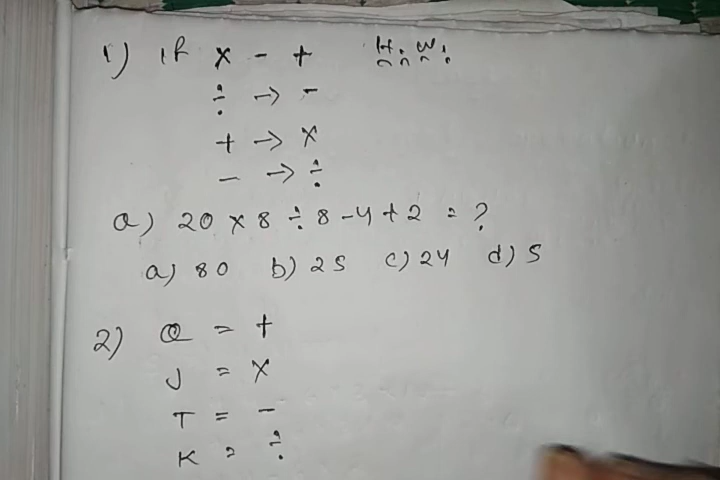 1) If × - + H.W.
÷ → -
+ → ×
- → ÷
Q) 20 × 8 ÷ 8 - 4 + 2 = ?
a) 80 b) 25 c) 24 d) 5
2) Q = +
J = ×
T = -
K = ÷